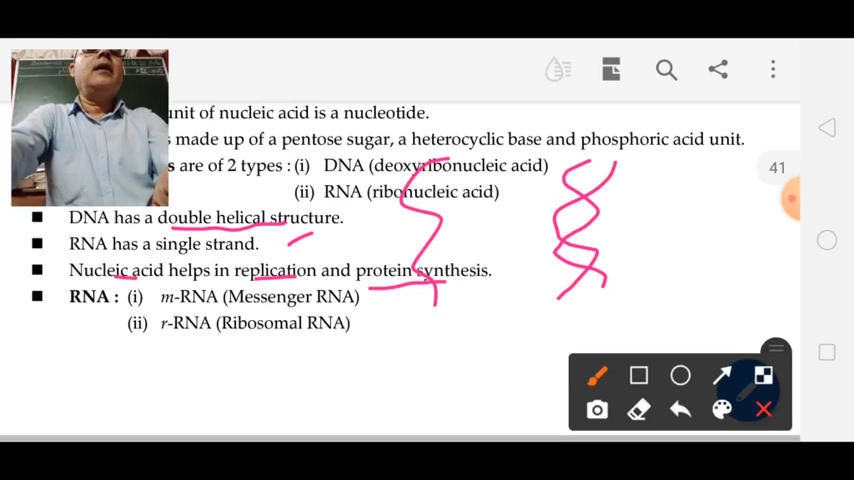 unit of nucleic acid is a nucleotide.
s made up of a pentose sugar, a heterocyclic base and phosphoric acid unit.
s are of 2 types : (i) DNA (deoxyribonucleic acid)
(ii) RNA (ribonucleic acid)
41
■ DNA has a double helical structure.
■ RNA has a single strand.
■ Nucleic acid helps in replication and protein synthesis.
■ RNA : (i) m-RNA (Messenger RNA)
(ii) r-RNA (Ribosomal RNA)